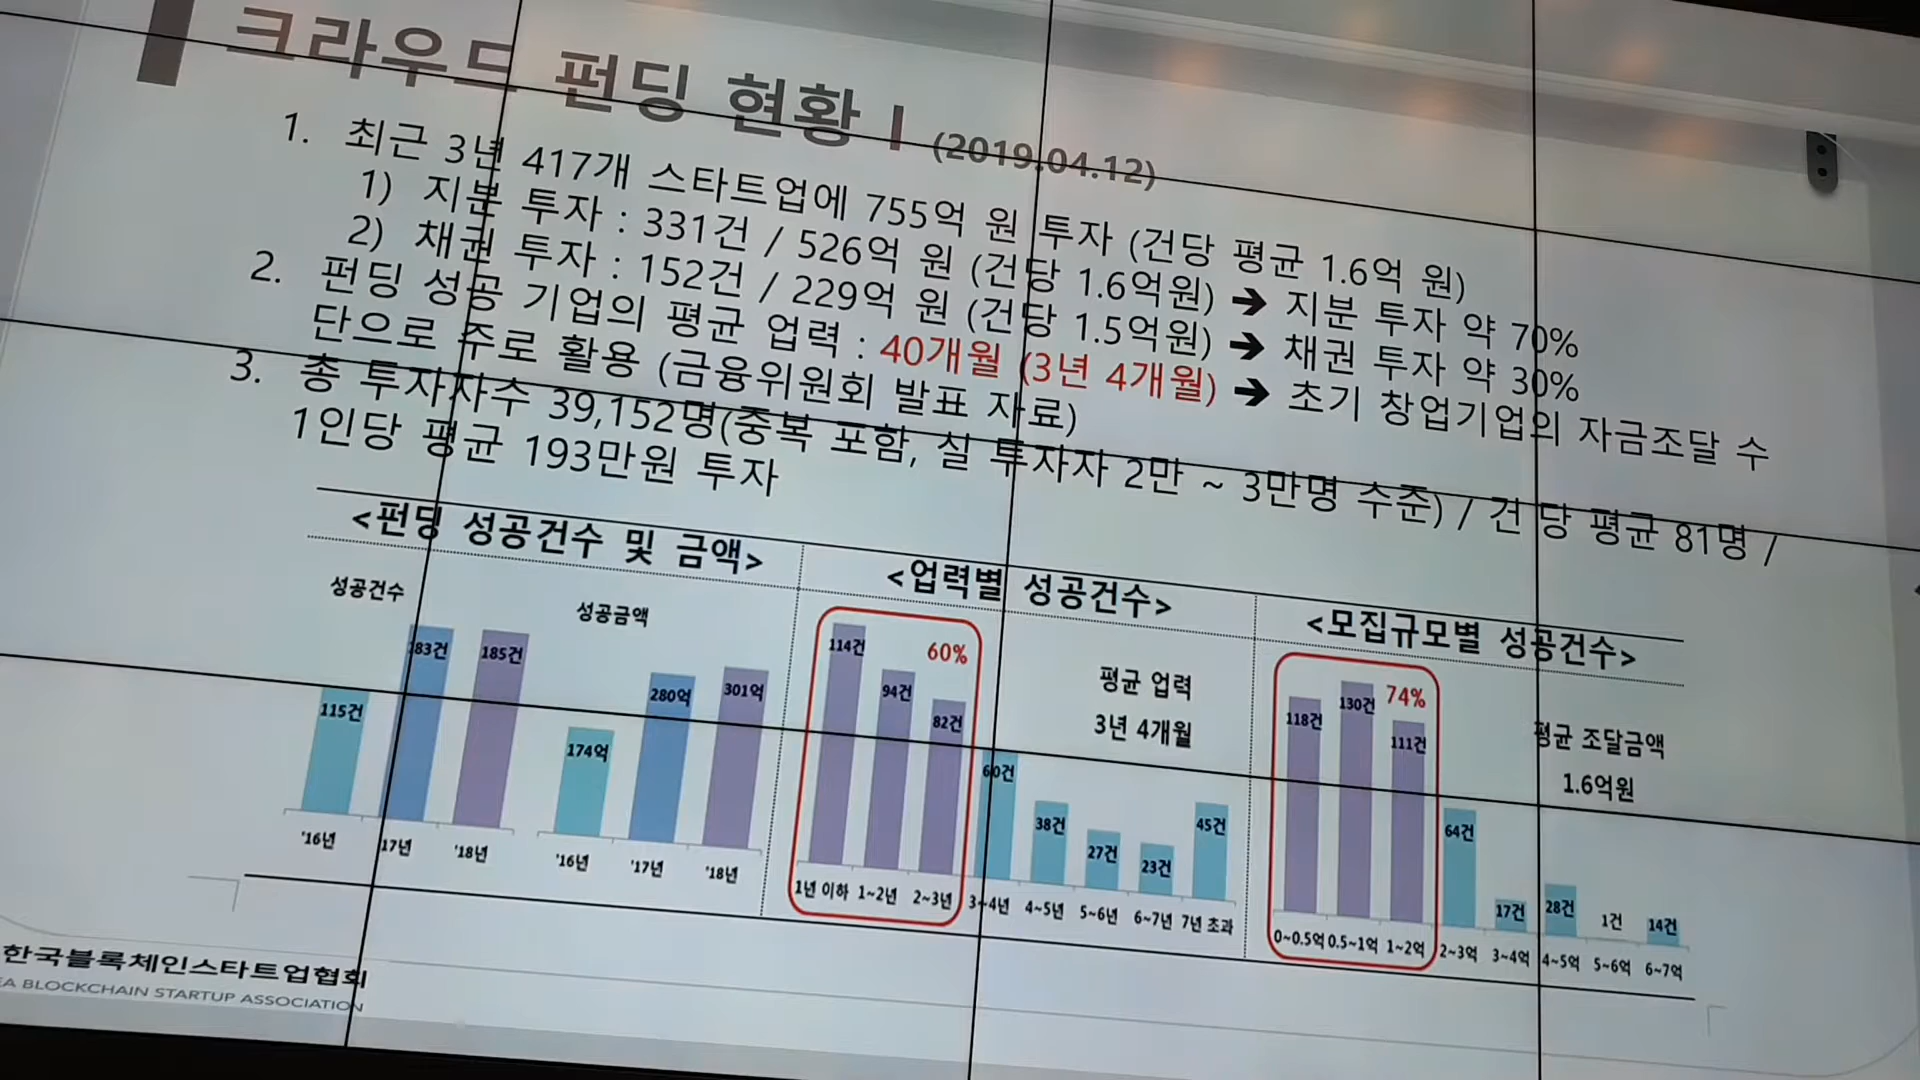 크라우드 펀딩 현황 I (2019.04.12)
1. 최근 3년 417개 스타트업에 755억 원 투자 (건당 평균 1.6억 원)
1) 지분 투자 : 331건 / 526억 원 (건당 1.6억원) ➔ 지분 투자 약 70%
2) 채권 투자 : 152건 / 229억 원 (건당 1.5억원) ➔ 채권 투자 약 30%
2. 펀딩 성공 기업의 평균 업력 : 40개월 (3년 4개월) ➔ 초기 창업기업의 자금조달 수
단으로 주로 활용 (금융위원회 발표 자료)
3. 총 투자자수 39,152명(중복 포함, 실 투자자 2만 ~ 3만명 수준) / 건 당 평균 81명 /
1인당 평균 193만원 투자
<펀딩 성공건수 및 금액>
성공건수
115건 183건 185건
'16년 '17년 '18년
성공금액
174억 280억 301억
'16년 '17년 '18년
<업력별 성공건수>
60%
평균 업력
3년 4개월
114건 94건 82건 60건 38건 27건 23건 45건
1년 이하 1~2년 2~3년 3~4년 4~5년 5~6년 6~7년 7년 초과
<모집규모별 성공건수>
74%
평균 조달금액
1.6억원
118건 130건 111건 64건 17건 28건 1건 14건
0~0.5억 0.5~1억 1~2억 2~3억 3~4억 4~5억 5~6억 6~7억
한국블록체인스타트업협회
EA BLOCKCHAIN STARTUP ASSOCIATION